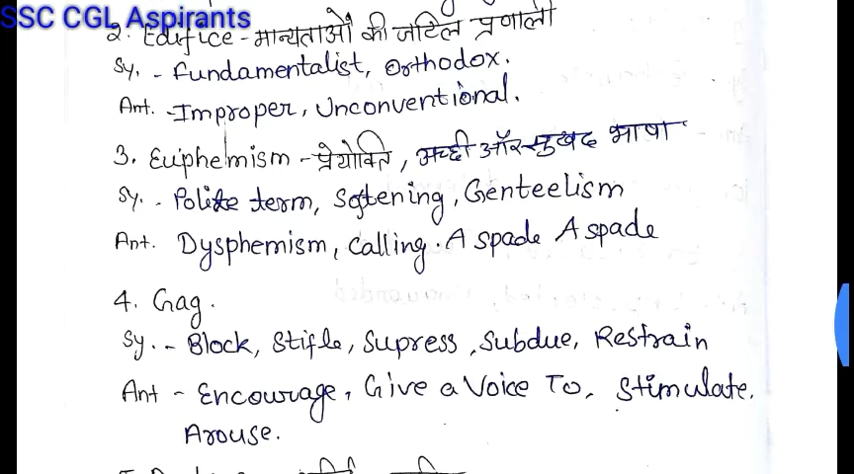 SSC CGL Aspirants
2. Edifice - मान्यताओं की जटिल प्रणाली
Sy. - Fundamentalist, Orthodox.
Ant. - Improper, Unconventional.
3. Euphelmism - प्रेयोक्ति, अच्छी और सुखद भाषा
Sy. - Polite term, Softening, Genteelism
Ant. Dysphemism, Calling. A spade A spade
4. Gag.
Sy. - Block, Stifle, Supress, Subdue, Restrain
Ant - Encourage, Give a Voice To, Stimulate.
Arouse.